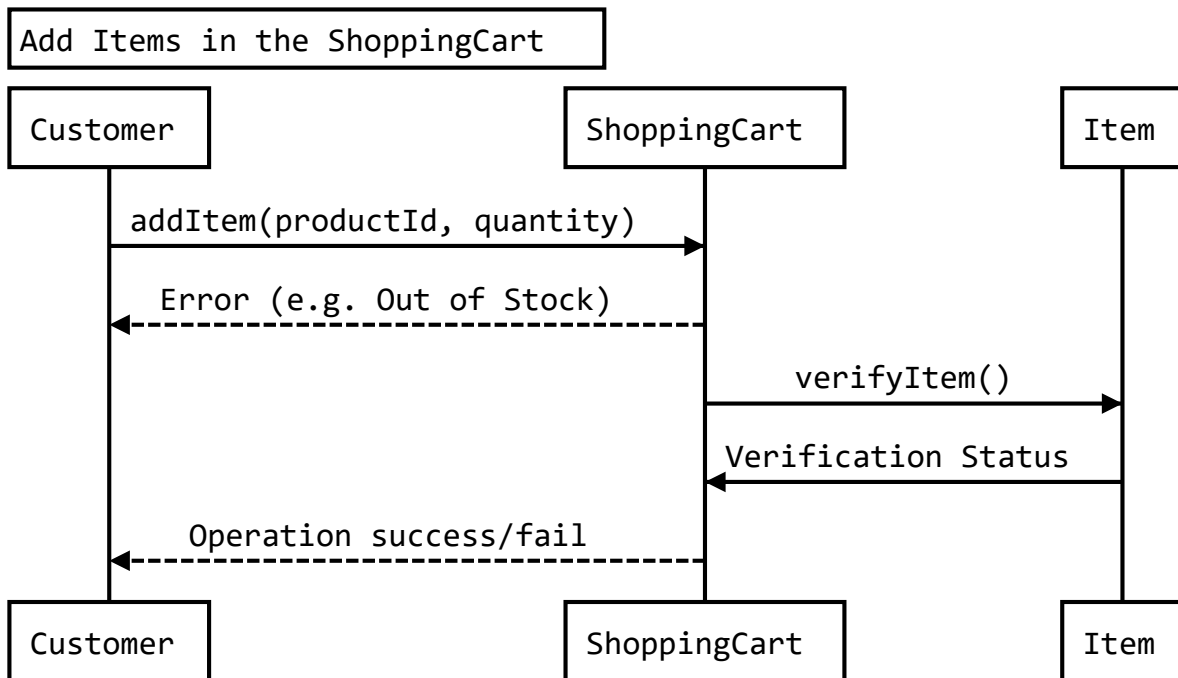 Add Items in the ShoppingCart
Customer
ShoppingCart
Item
addItem(productId, quantity)
Error (e.g. Out of Stock)
verifyItem()
Verification Status
Operation success/fail
Customer
ShoppingCart
Item